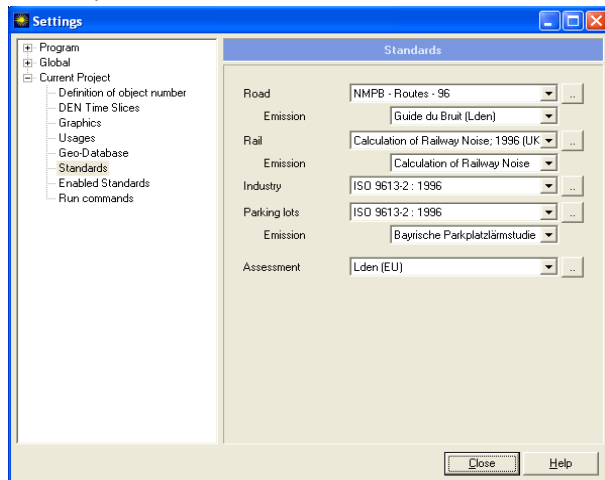 Settings
Program
Global
Current Project
Definition of object number
DEN Time Slices
Graphics
Usages
Geo-Database
Standards
Enabled Standards
Run commands
Standards
Road NMPB - Routes - 96 ..
Emission Guide du Bruit (Lden)
Rail Calculation of Railway Noise; 1996 (UK ..
Emission Calculation of Railway Noise
Industry ISO 9613-2 : 1996 ..
Parking lots ISO 9613-2 : 1996 ..
Emission Bayrische Parkplatzlärmstudie
Assessment Lden (EU) ..
Close Help